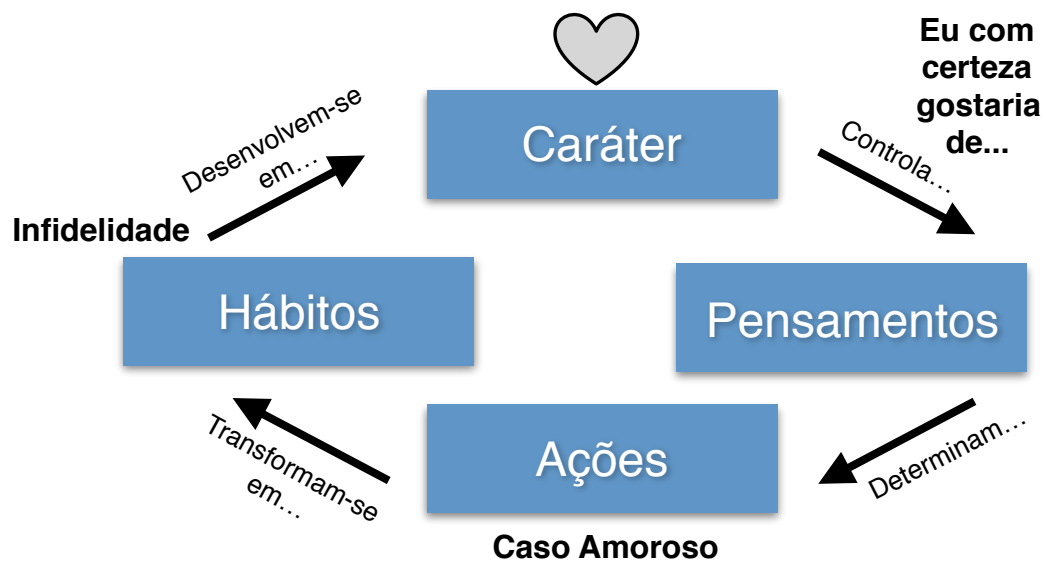 Caráter
Controla…
Eu com
certeza
gostaria
de...
Pensamentos
Determinam…
Ações
Caso Amoroso
Transformam-se
em…
Hábitos
Infidelidade
Desenvolvem-se
em…